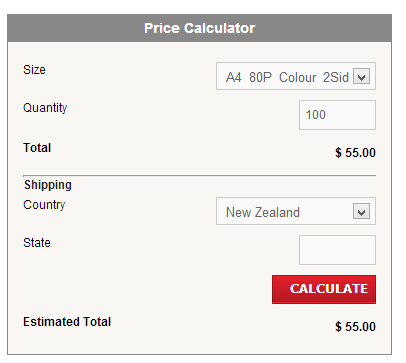 Price Calculator
Size A4 80P Colour 2Sid
Quantity 100
Total $ 55.00
Shipping
Country New Zealand
State
CALCULATE
Estimated Total $ 55.00